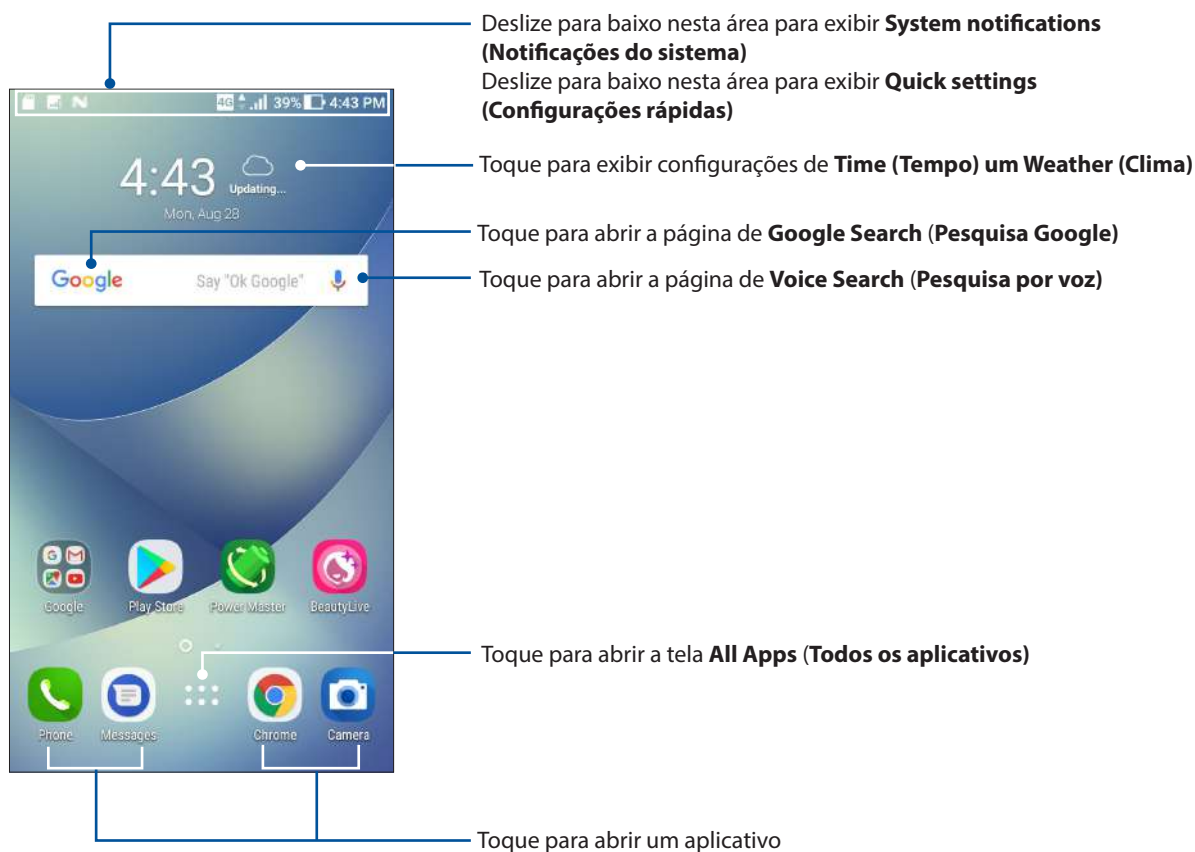 Deslize para baixo nesta área para exibir System notifications
(Notificações do sistema)
Deslize para baixo nesta área para exibir Quick settings
(Configurações rápidas)
4G 39% 4:43 PM
4:43
Updating...
Mon, Aug 28
Toque para exibir configurações de Time (Tempo) um Weather (Clima)
Toque para abrir a página de Google Search (Pesquisa Google)
Google Say "Ok Google"
Toque para abrir a página de Voice Search (Pesquisa por voz)
Google Play Store Power Master BeautyLive
Toque para abrir a tela All Apps (Todos os aplicativos)
Phone Messages Chrome Camera
Toque para abrir um aplicativo